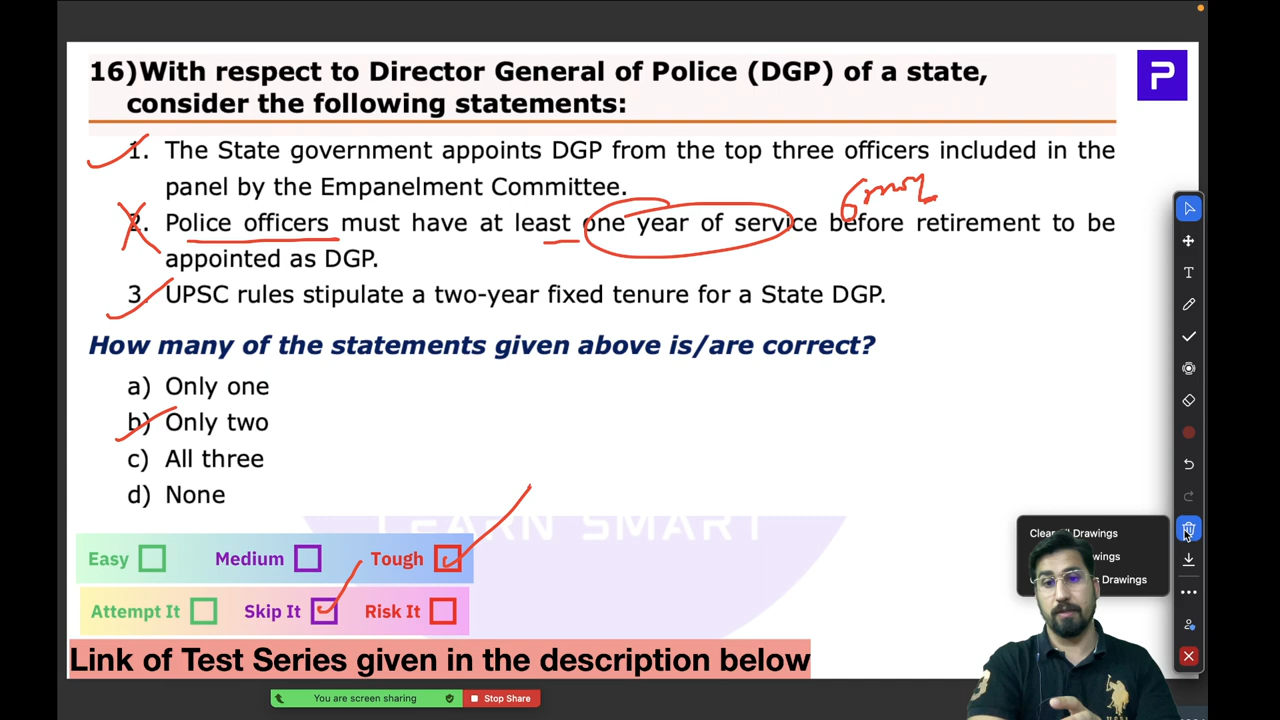 16)With respect to Director General of Police (DGP) of a state,
consider the following statements:
1. The State government appoints DGP from the top three officers included in the
panel by the Empanelment Committee.
6
2. Police officers must have at least one year of service before retirement to be
appointed as DGP.
3. UPSC rules stipulate a two-year fixed tenure for a State DGP.
How many of the statements given above is/are correct?
a) Only one
b) Only two
c) All three
d) None
LEARN SMART
Easy Medium Tough
Attempt It Skip It Risk It
Link of Test Series given in the description below
Drawings
Drawings
You are screen sharing Stop Share